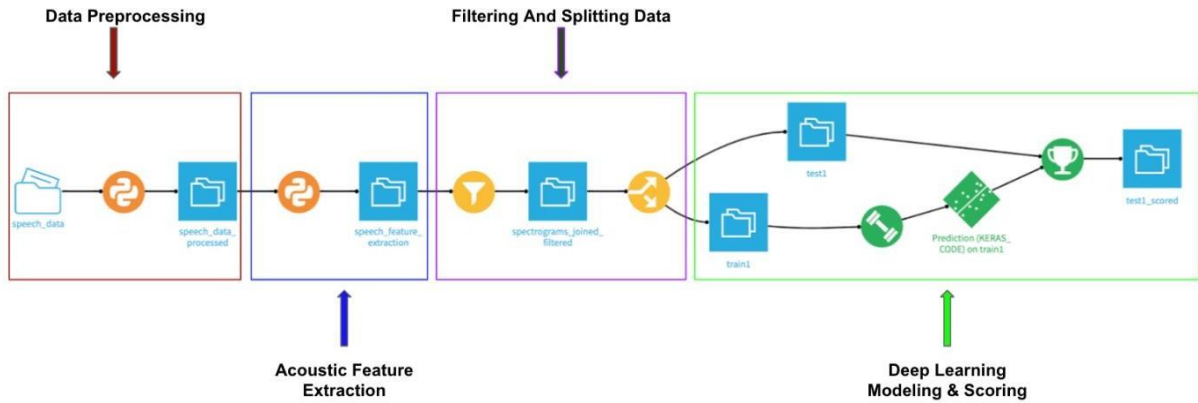 Data Preprocessing
Filtering And Splitting Data
speech_data
speech_data_
processed
speech_feature_
extraction
spectrograms_joined_
filtered
test1
train1
Prediction (KERAS_
CODE) on train1
test1_scored
Acoustic Feature
Extraction
Deep Learning
Modeling & Scoring